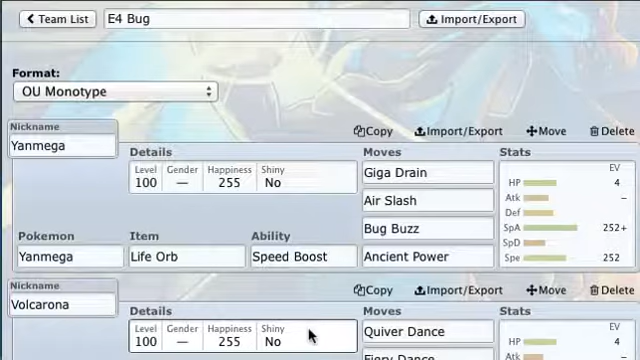 < Team List E4 Bug Import/Export
Format:
OU Monotype
Nickname Copy Import/Export Move Delete
Yanmega
Details Moves Stats
Level Gender Happiness Shiny Giga Drain EV
100 — 255 No HP 4
Air Slash Atk –
Def
Bug Buzz SpA 252+
Pokemon Item Ability SpD
Yanmega Life Orb Speed Boost Ancient Power Spe 252
Nickname Copy Import/Export Move Delete
Volcarona
Details Moves Stats
Level Gender Happiness Shiny Quiver Dance EV
100 — 255 No HP 4
Fiery Dance Atk –